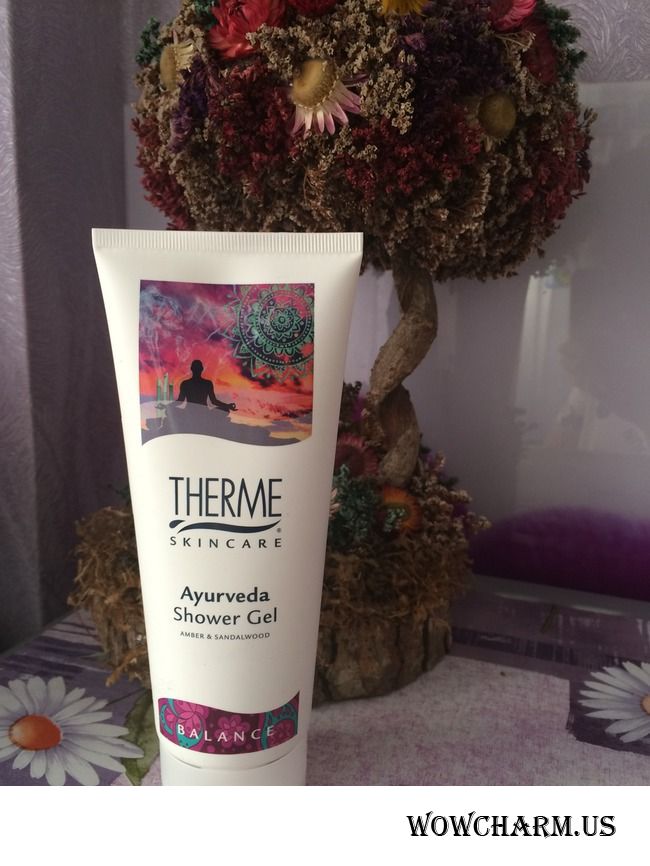 THERME
®
SKINCARE
Ayurveda
Shower Gel
AMBER & SANDALWOOD
BALANCE
WOWCHARM.US